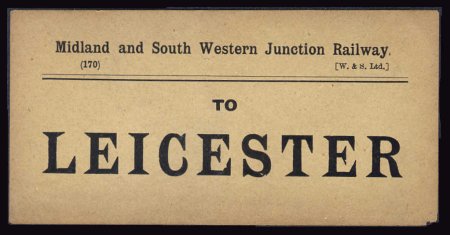 Midland and South Western Junction Railway.
(170) [W. & S. Ltd.]
TO
LEICESTER